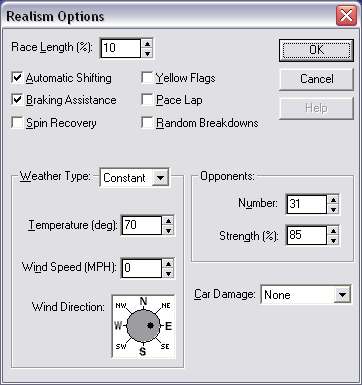 Realism Options
Race Length (%): 10
OK
Automatic Shifting
Yellow Flags
Cancel
Braking Assistance
Pace Lap
Help
Spin Recovery
Random Breakdowns
Weather Type: Constant
Opponents:
Number: 31
Temperature (deg): 70
Strength (%): 85
Wind Speed (MPH): 0
Car Damage: None
Wind Direction:
NW N NE
W E
SW S SE